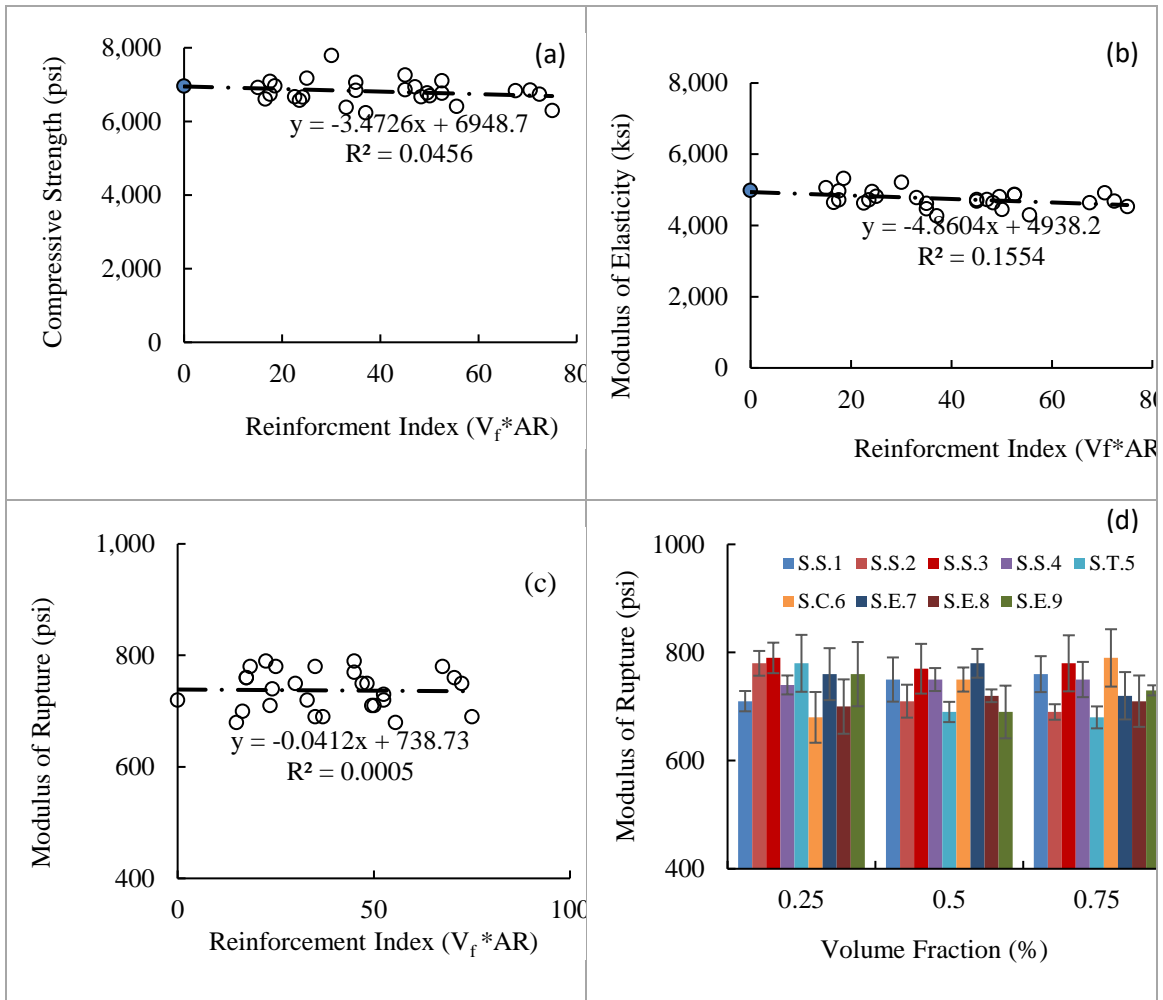 (a)
Compressive Strength (psi)
8,000
6,000
4,000
2,000
0
y = -3.4726x + 6948.7
R² = 0.0456
0 20 40 60 80
Reinforcment Index (Vf*AR)
(b)
Modulus of Elasticity (ksi)
8,000
6,000
4,000
2,000
0
y = -4.8604x + 4938.2
R² = 0.1554
0 20 40 60 80
Reinforcment Index (Vf*AR
(c)
Modulus of Rupture (psi)
1,000
800
600
400
y = -0.0412x + 738.73
R² = 0.0005
0 50 100
Reinforcement Index (Vf *AR)
(d)
Modulus of Rupture (psi)
1000
800
600
400
S.S.1 S.S.2 S.S.3 S.S.4 S.T.5
S.C.6 S.E.7 S.E.8 S.E.9
0.25 0.5 0.75
Volume Fraction (%)